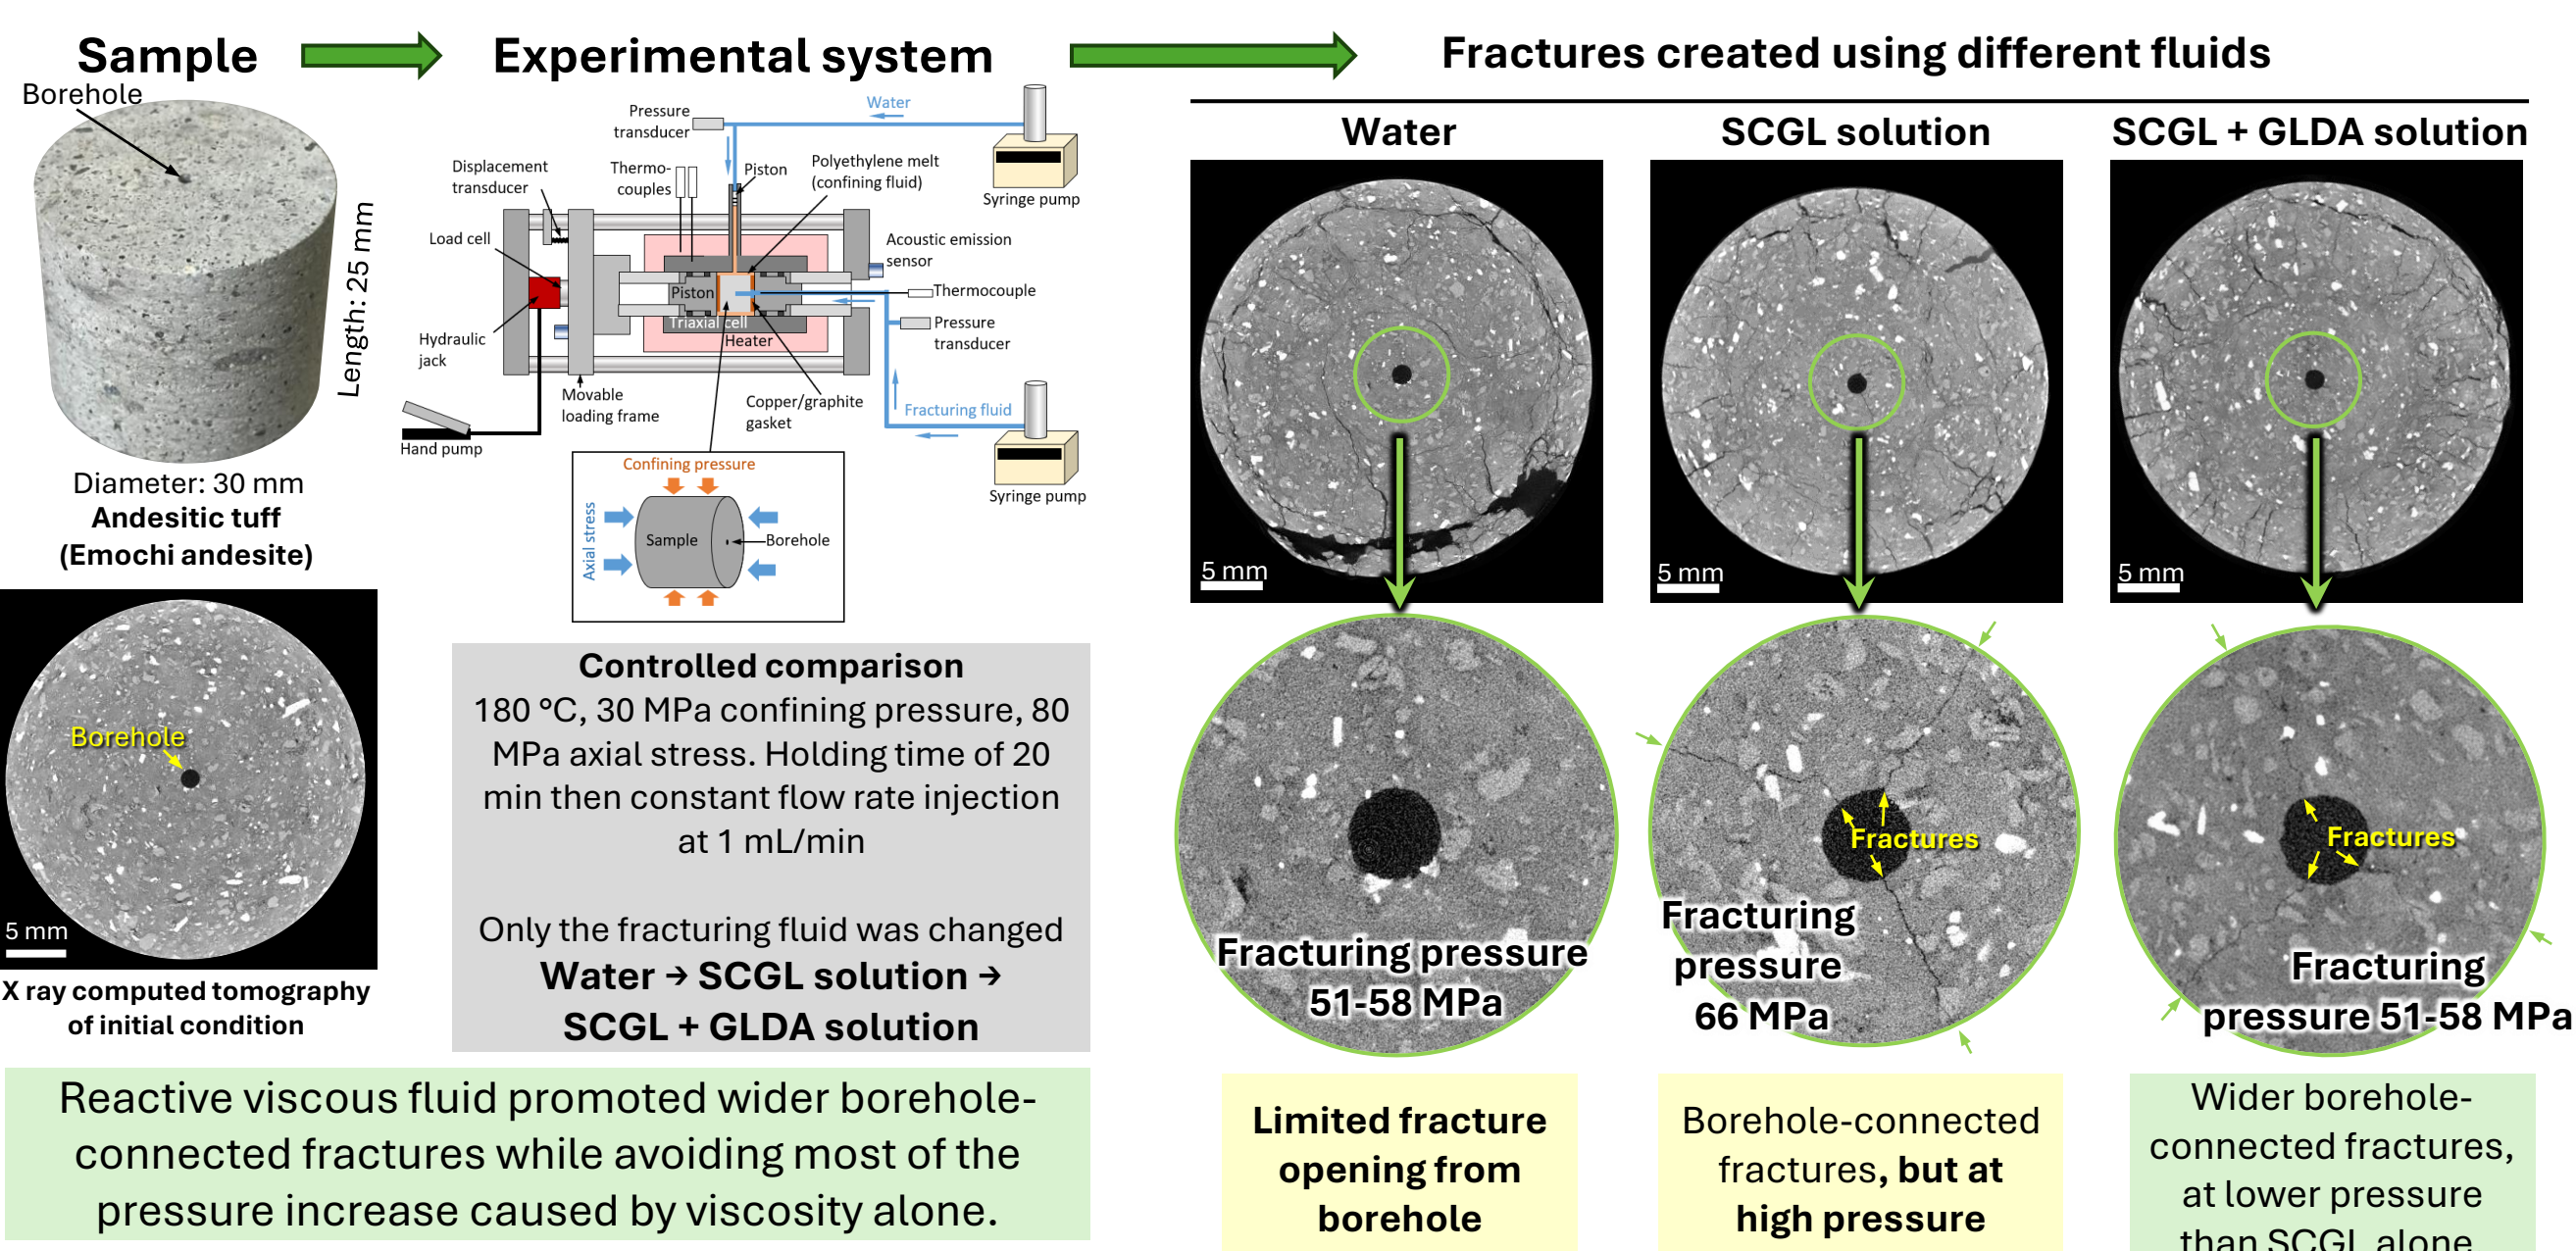 Sample
Experimental system
Fractures created using different fluids
Borehole
Length: 25 mm
Diameter: 30 mm
Andesitic tuff
(Emochi andesite)
Borehole
5 mm
X ray computed tomography
of initial condition
Pressure
transducer
Water
Syringe pump
Displacement
transducer
Thermo-
couples
Piston
Polyethylene melt
(confining fluid)
Load cell
Acoustic emission
sensor
Piston
Thermocouple
Triaxial cell
Heater
Pressure
transducer
Hydraulic
jack
Movable
loading frame
Copper/graphite
gasket
Fracturing fluid
Hand pump
Syringe pump
Confining pressure
Axial stress
Sample
Borehole
Controlled comparison
180 °C, 30 MPa confining pressure, 80
MPa axial stress. Holding time of 20
min then constant flow rate injection
at 1 mL/min
Only the fracturing fluid was changed
Water → SCGL solution →
SCGL + GLDA solution
Reactive viscous fluid promoted wider borehole-
connected fractures while avoiding most of the
pressure increase caused by viscosity alone.
Water
5 mm
Fracturing pressure
51-58 MPa
Limited fracture
opening from
borehole
SCGL solution
5 mm
Fractures
Fracturing
pressure
66 MPa
Borehole-connected
fractures, but at
high pressure
SCGL + GLDA solution
5 mm
Fractures
Fracturing
pressure 51-58 MPa
Wider borehole-
connected fractures,
at lower pressure
than SCGL alone